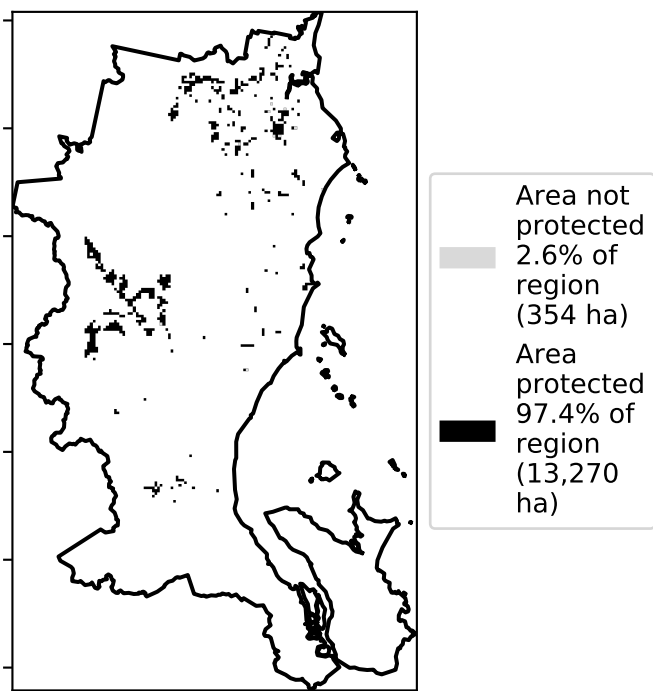 Area not
protected
2.6% of
region
(354 ha)
Area
protected
97.4% of
region
(13,270
ha)